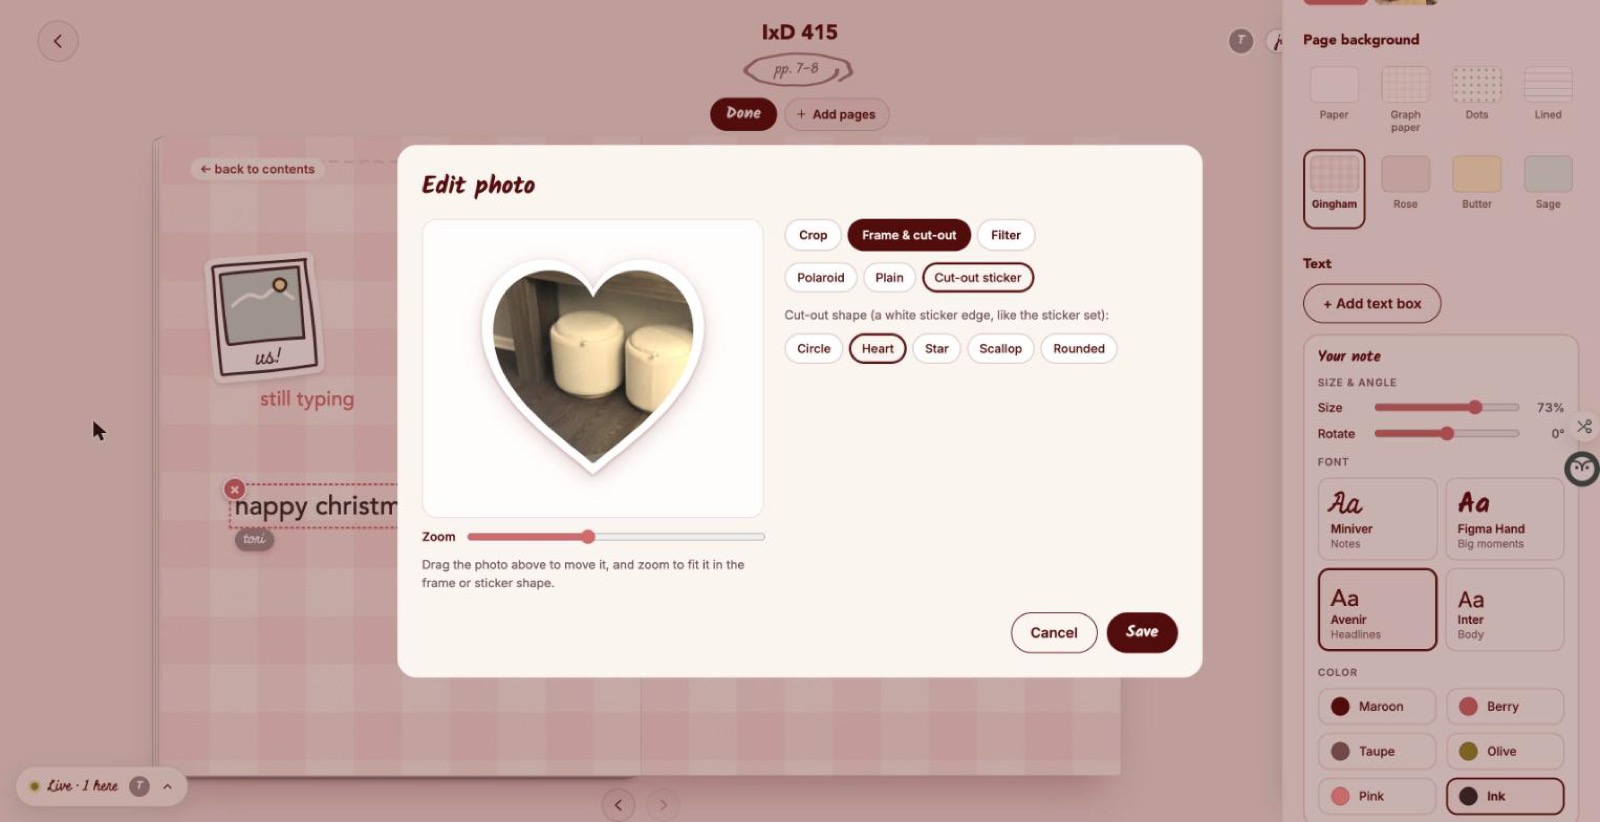 IxD 415
pp. 7–8
Done
+ Add pages
T
← back to contents
us!
still typing
happy christm
tori
Edit photo
Crop
Frame & cut-out
Filter
Polaroid
Plain
Cut-out sticker
Cut-out shape (a white sticker edge, like the sticker set):
Circle
Heart
Star
Scallop
Rounded
Zoom
Drag the photo above to move it, and zoom to fit it in the
frame or sticker shape.
Cancel
Save
Live · 1 here
T
Page background
Paper
Graph
paper
Dots
Lined
Gingham
Rose
Butter
Sage
Text
+ Add text box
Your note
SIZE & ANGLE
Size
73%
Rotate
0°
FONT
Aa
Miniver
Notes
Aa
Figma Hand
Big moments
Aa
Avenir
Headlines
Aa
Inter
Body
COLOR
Maroon
Berry
Taupe
Olive
Pink
Ink